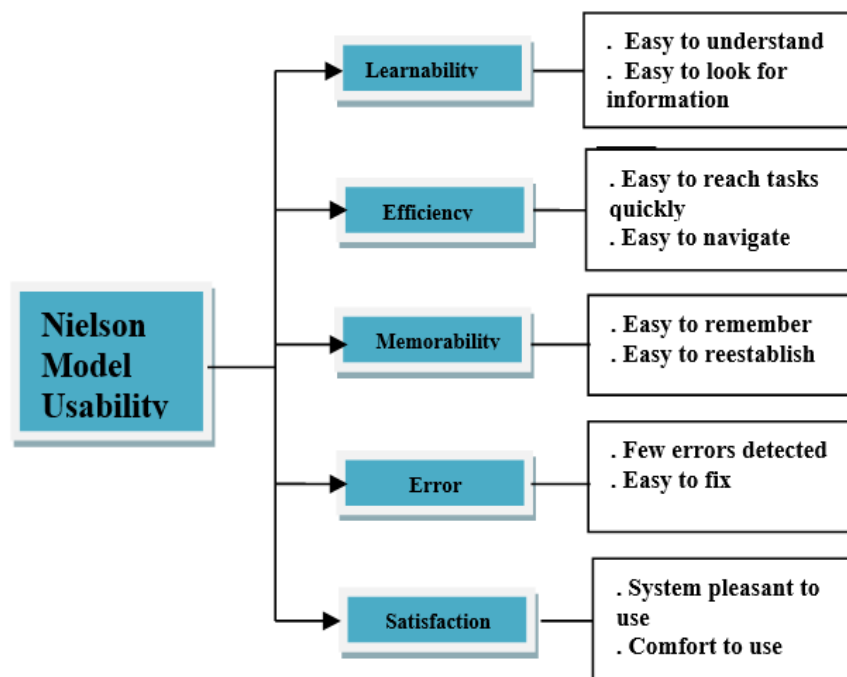 Nielson
Model
Usability
Learnability
. Easy to understand
. Easy to look for
information
Efficiency
. Easy to reach tasks
quickly
. Easy to navigate
Memorability
. Easy to remember
. Easy to reestablish
Error
. Few errors detected
. Easy to fix
Satisfaction
. System pleasant to
use
. Comfort to use